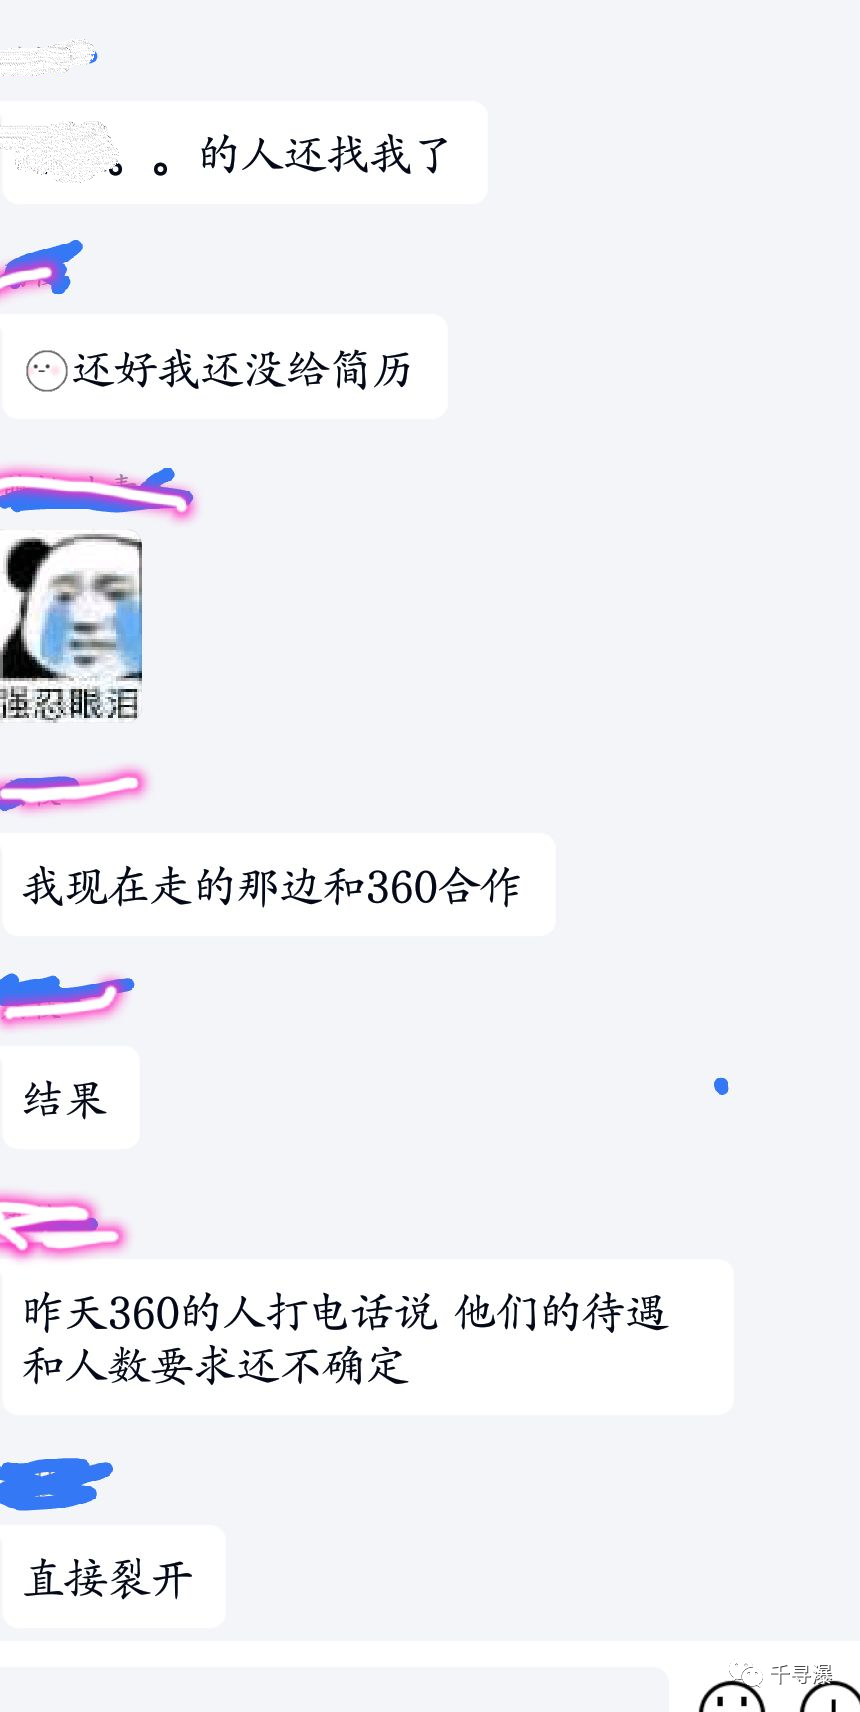 。。的人还找我了
还好我还没给简历
强忍眼泪
我现在走的那边和360合作
结果
昨天360的人打电话说 他们的待遇
和人数要求还不确定
直接裂开
千寻瀑